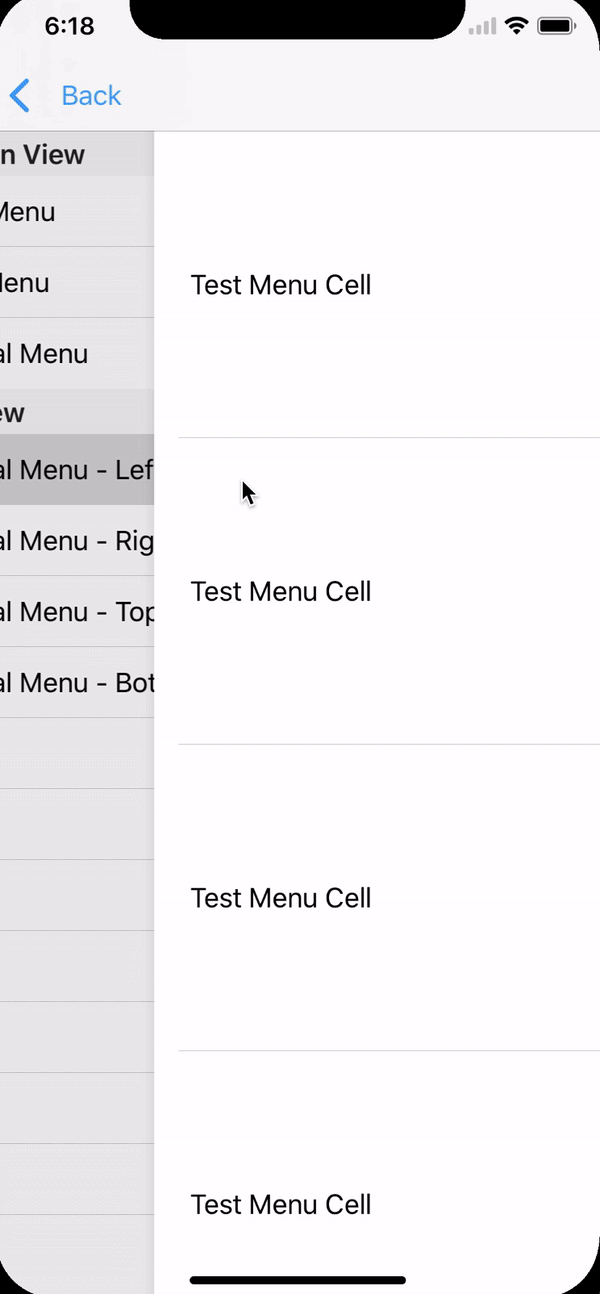 6:18
Back
n View
Menu
Menu
al Menu
ew
al Menu - Lef
al Menu - Rig
al Menu - Top
al Menu - Bot
Test Menu Cell
Test Menu Cell
Test Menu Cell
Test Menu Cell